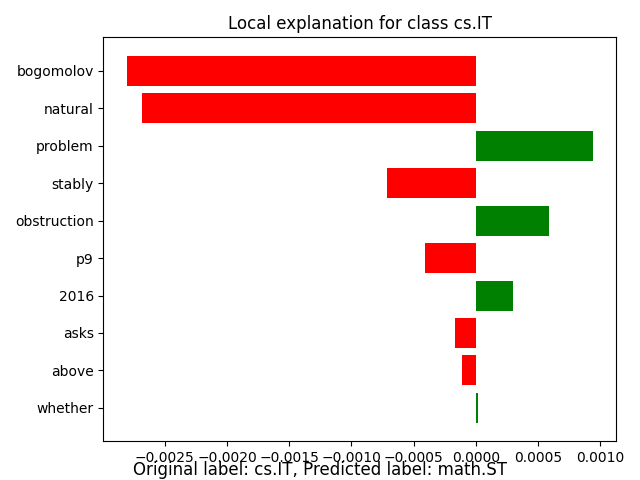 Local explanation for class cs.IT
bogomolov
natural
problem
stably
obstruction
p9
2016
asks
above
whether
−0.0025 −0.0020 −0.0015 −0.0010 −0.0005 0.0000 0.0005 0.0010
Original label: cs.IT, Predicted label: math.ST